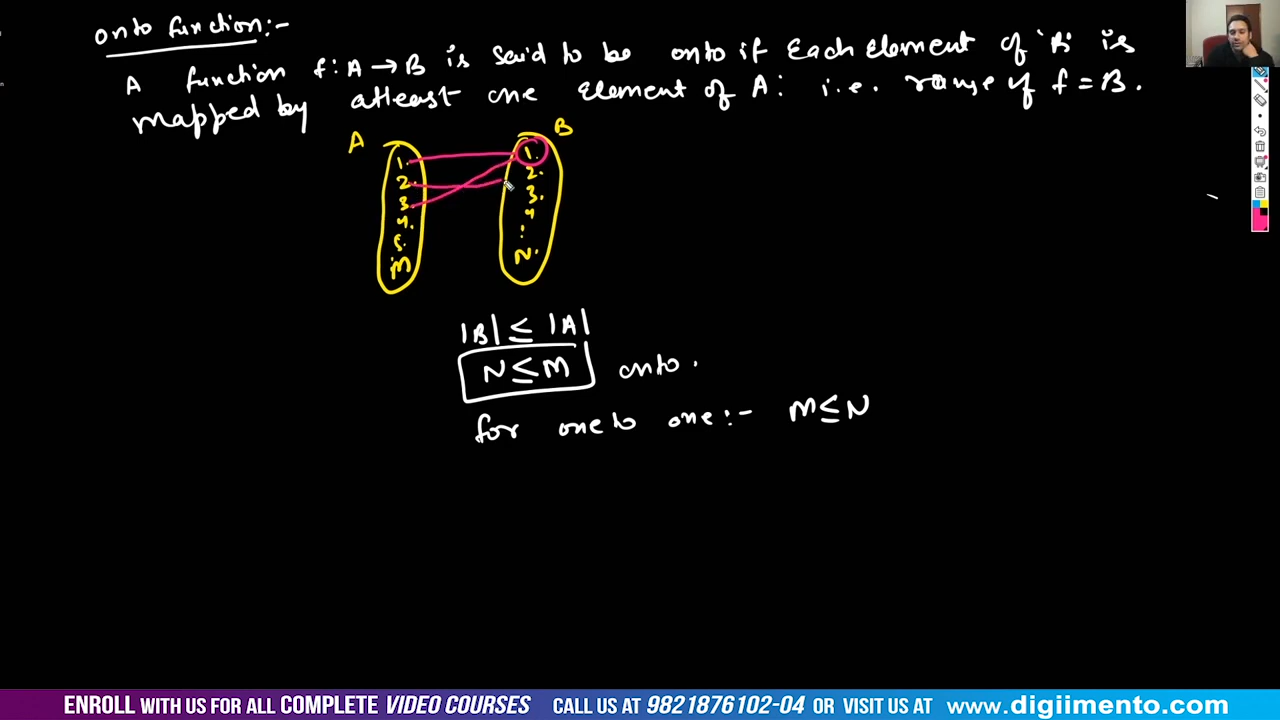 onto function:-
A function f: A → B is said to be onto if Each element of 'B' is
mapped by atleast one element of A: i.e. range of f = B.
A B
1. 1.
2. 2.
3. 3.
4. 4
5. :
M N.
|B| ≤ |A|
N ≤ M onto.
for one to one :- M ≤ N
ENROLL WITH US FOR ALL COMPLETE VIDEO COURSES CALL US AT 9821876102-04 OR VISIT US AT www.digiimento.com